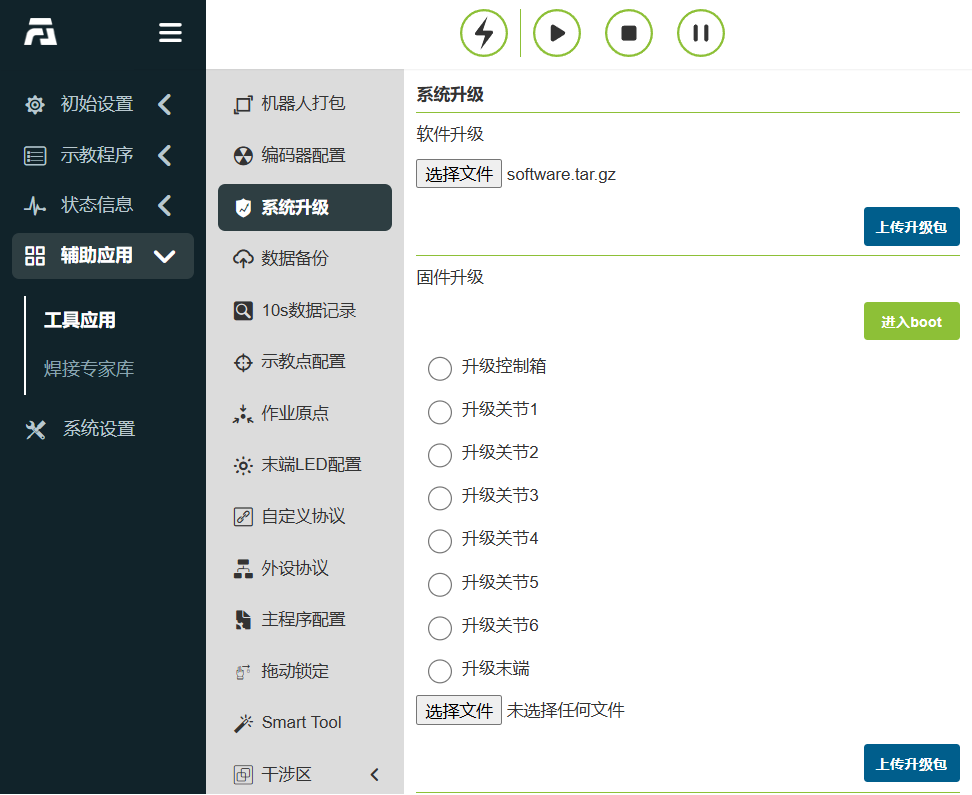 初始设置
示教程序
状态信息
辅助应用
工具应用
焊接专家库
系统设置
机器人打包
编码器配置
系统升级
数据备份
10s数据记录
示教点配置
作业原点
末端LED配置
自定义协议
外设协议
主程序配置
拖动锁定
Smart Tool
干涉区
系统升级
软件升级
选择文件 software.tar.gz
上传升级包
固件升级
进入boot
升级控制箱
升级关节1
升级关节2
升级关节3
升级关节4
升级关节5
升级关节6
升级末端
选择文件 未选择任何文件
上传升级包